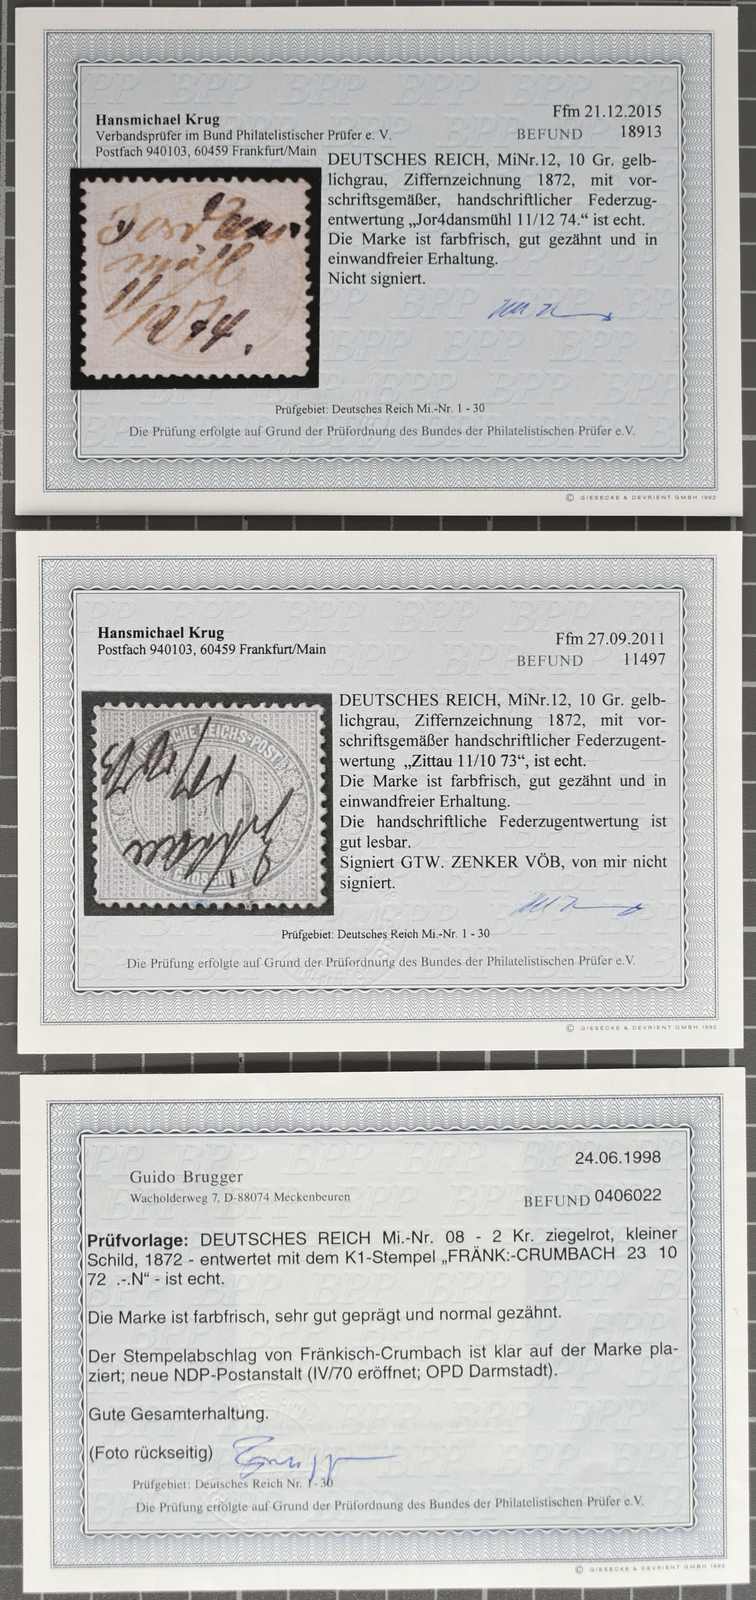 Hansmichael Krug
Verbandsprüfer im Bund Philatelistischer Prüfer e. V.
Postfach 940103, 60459 Frankfurt/Main
Ffm 21.12.2015
BEFUND 18913
DEUTSCHES REICH, MiNr.12, 10 Gr. gelb-
lichgrau, Ziffernzeichnung 1872, mit vor-
schriftsgemäßer, handschriftlicher Federzug-
entwertung „Jor4dansmühl 11/12 74.“ ist echt.
Die Marke ist farbfrisch, gut gezähnt und in
einwandfreier Erhaltung.
Nicht signiert.
11
12 74.
Prüfgebiet: Deutsches Reich Mi.-Nr. 1 - 30
Die Prüfung erfolgte auf Grund der Prüfordnung des Bundes der Philatelistischen Prüfer e.V.
© GIESECKE & DEVRIENT GMBH 1992
Hansmichael Krug
Postfach 940103, 60459 Frankfurt/Main
Ffm 27.09.2011
BEFUND 11497
DEUTSCHES REICH, MiNr.12, 10 Gr. gelb-
lichgrau, Ziffernzeichnung 1872, mit vor-
schriftsgemäßer handschriftlicher Federzugent-
wertung „Zittau 11/10 73“, ist echt.
Die Marke ist farbfrisch, gut gezähnt und in
einwandfreier Erhaltung.
Die handschriftliche Federzugentwertung ist
gut lesbar.
Signiert GTW. ZENKER VÖB, von mir nicht
signiert.
REICHS-POST
10
GROSCHEN
Zittau
11/10 73
Prüfgebiet: Deutsches Reich Mi.-Nr. 1 - 30
Die Prüfung erfolgte auf Grund der Prüfordnung des Bundes der Philatelistischen Prüfer e.V.
© GIESECKE & DEVRIENT GMBH 1992
24.06.1998
Guido Brugger
Wacholderweg 7, D-88074 Meckenbeuren
BEFUND 0406022
Prüfvorlage: DEUTSCHES REICH Mi.-Nr. 08 - 2 Kr. ziegelrot, kleiner
Schild, 1872 - entwertet mit dem K1-Stempel „FRÄNK:-CRUMBACH 23 10
72 .-.N“ - ist echt.
Die Marke ist farbfrisch, sehr gut geprägt und normal gezähnt.
Der Stempelabschlag von Fränkisch-Crumbach ist klar auf der Marke pla-
ziert; neue NDP-Postanstalt (IV/70 eröffnet; OPD Darmstadt).
Gute Gesamterhaltung.
(Foto rückseitig)
Prüfgebiet: Deutsches Reich Nr. 1 - 30
Die Prüfung erfolgte auf Grund der Prüfordnung des Bundes der Philatelistischen Prüfer e.V.
© GIESECKE & DEVRIENT GMBH 1992